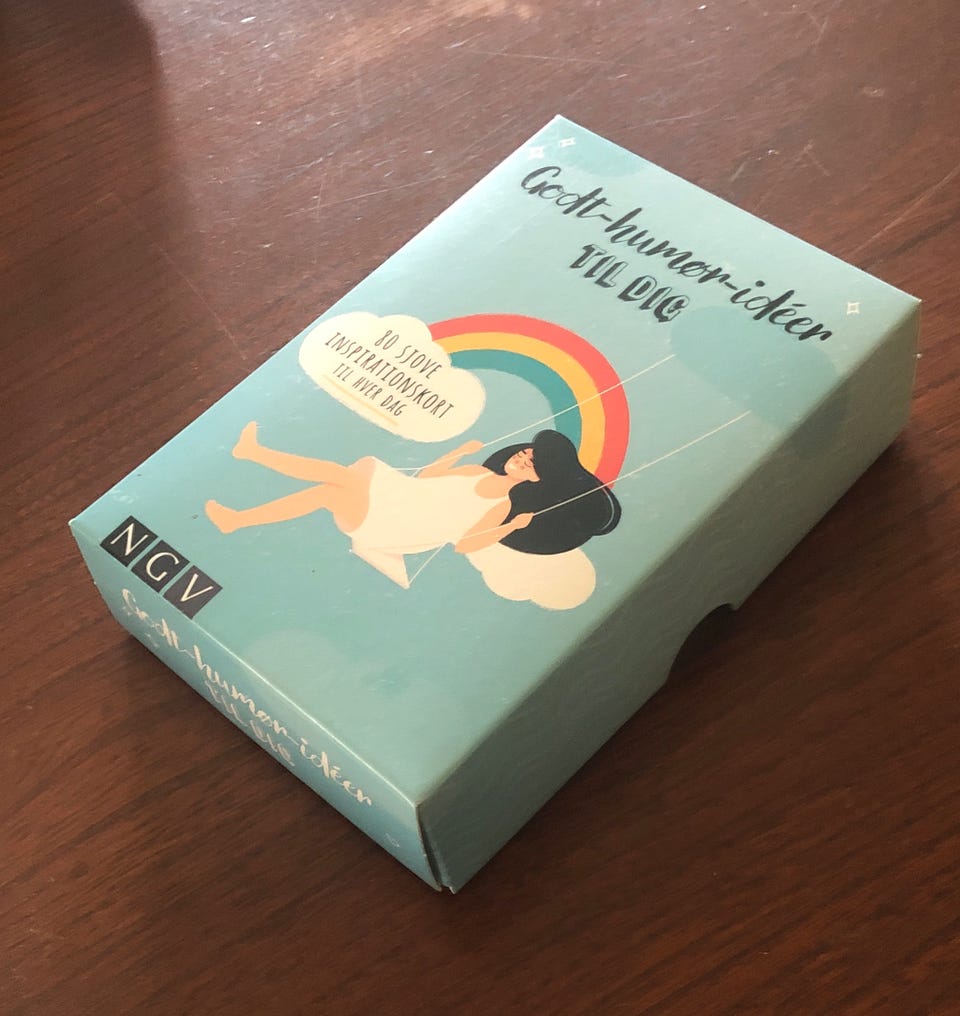 Godt-humør-idéer
TIL DIG
80 SJOVE
INSPIRATIONSKORT
TIL HVER DAG
NGV
Godt-humør-idéer
TIL DIG